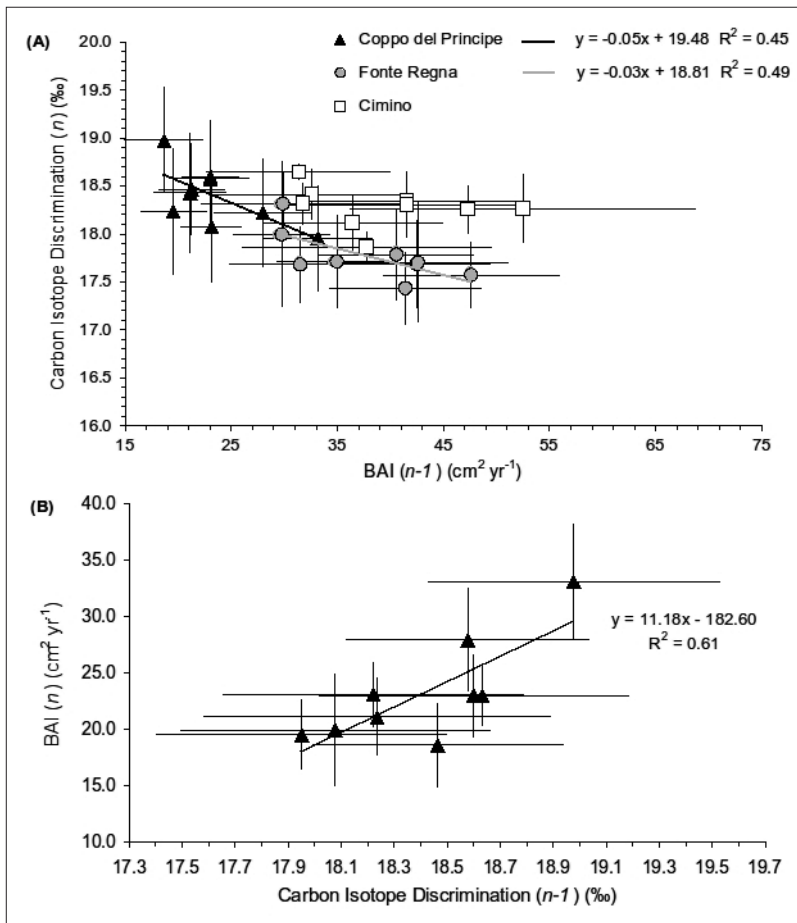 (A)
Coppo del Principe y = -0.05x + 19.48 R² = 0.45
Fonte Regna y = -0.03x + 18.81 R² = 0.49
Cimino
Carbon Isotope Discrimination (n) (‰)
20.0
19.5
19.0
18.5
18.0
17.5
17.0
16.5
16.0
15 25 35 45 55 65 75
BAI (n-1) (cm² yr⁻¹)
(B)
BAI (n) (cm² yr⁻¹)
40.0
35.0
30.0
25.0
20.0
15.0
10.0
y = 11.18x - 182.60
R² = 0.61
17.3 17.5 17.7 17.9 18.1 18.3 18.5 18.7 18.9 19.1 19.3 19.5 19.7
Carbon Isotope Discrimination (n-1) (‰)